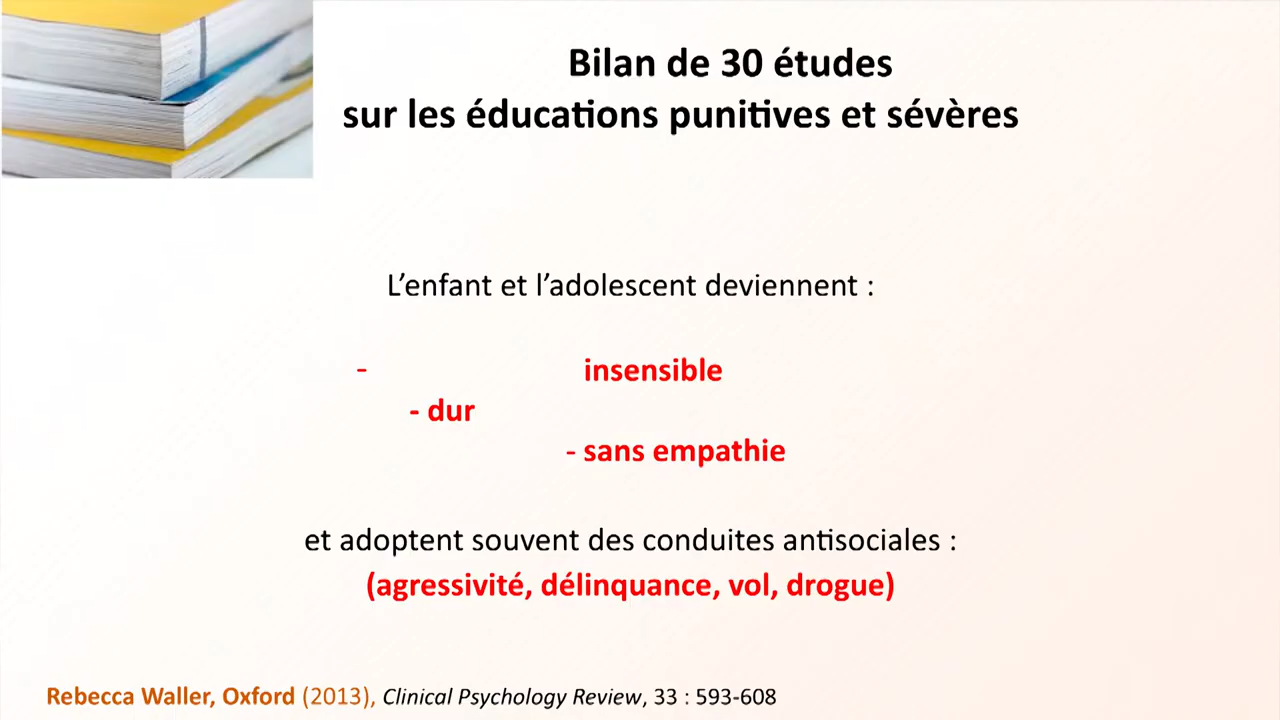 Bilan de 30 études
sur les éducations punitives et sévères
L’enfant et l’adolescent deviennent :
- insensible
- dur
- sans empathie
et adoptent souvent des conduites antisociales :
(agressivité, délinquance, vol, drogue)
Rebecca Waller, Oxford (2013), Clinical Psychology Review, 33 : 593-608